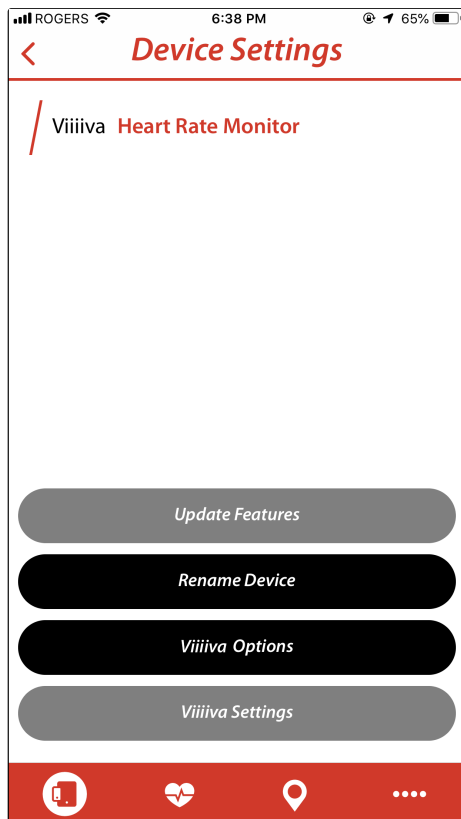 ROGERS 6:38 PM 65%
Device Settings
Viiiiva Heart Rate Monitor
Update Features
Rename Device
Viiiiva Options
Viiiiva Settings